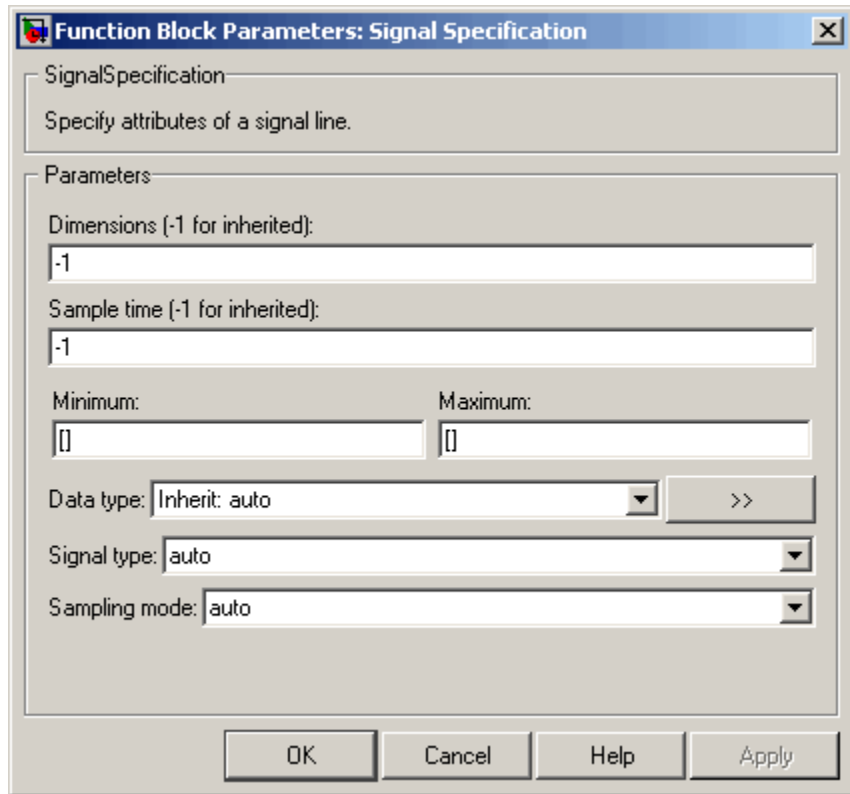 Function Block Parameters: Signal Specification
SignalSpecification
Specify attributes of a signal line.
Parameters
Dimensions (-1 for inherited):
-1
Sample time (-1 for inherited):
-1
Minimum: Maximum:
[] []
Data type: Inherit: auto >>
Signal type: auto
Sampling mode: auto
OK Cancel Help Apply